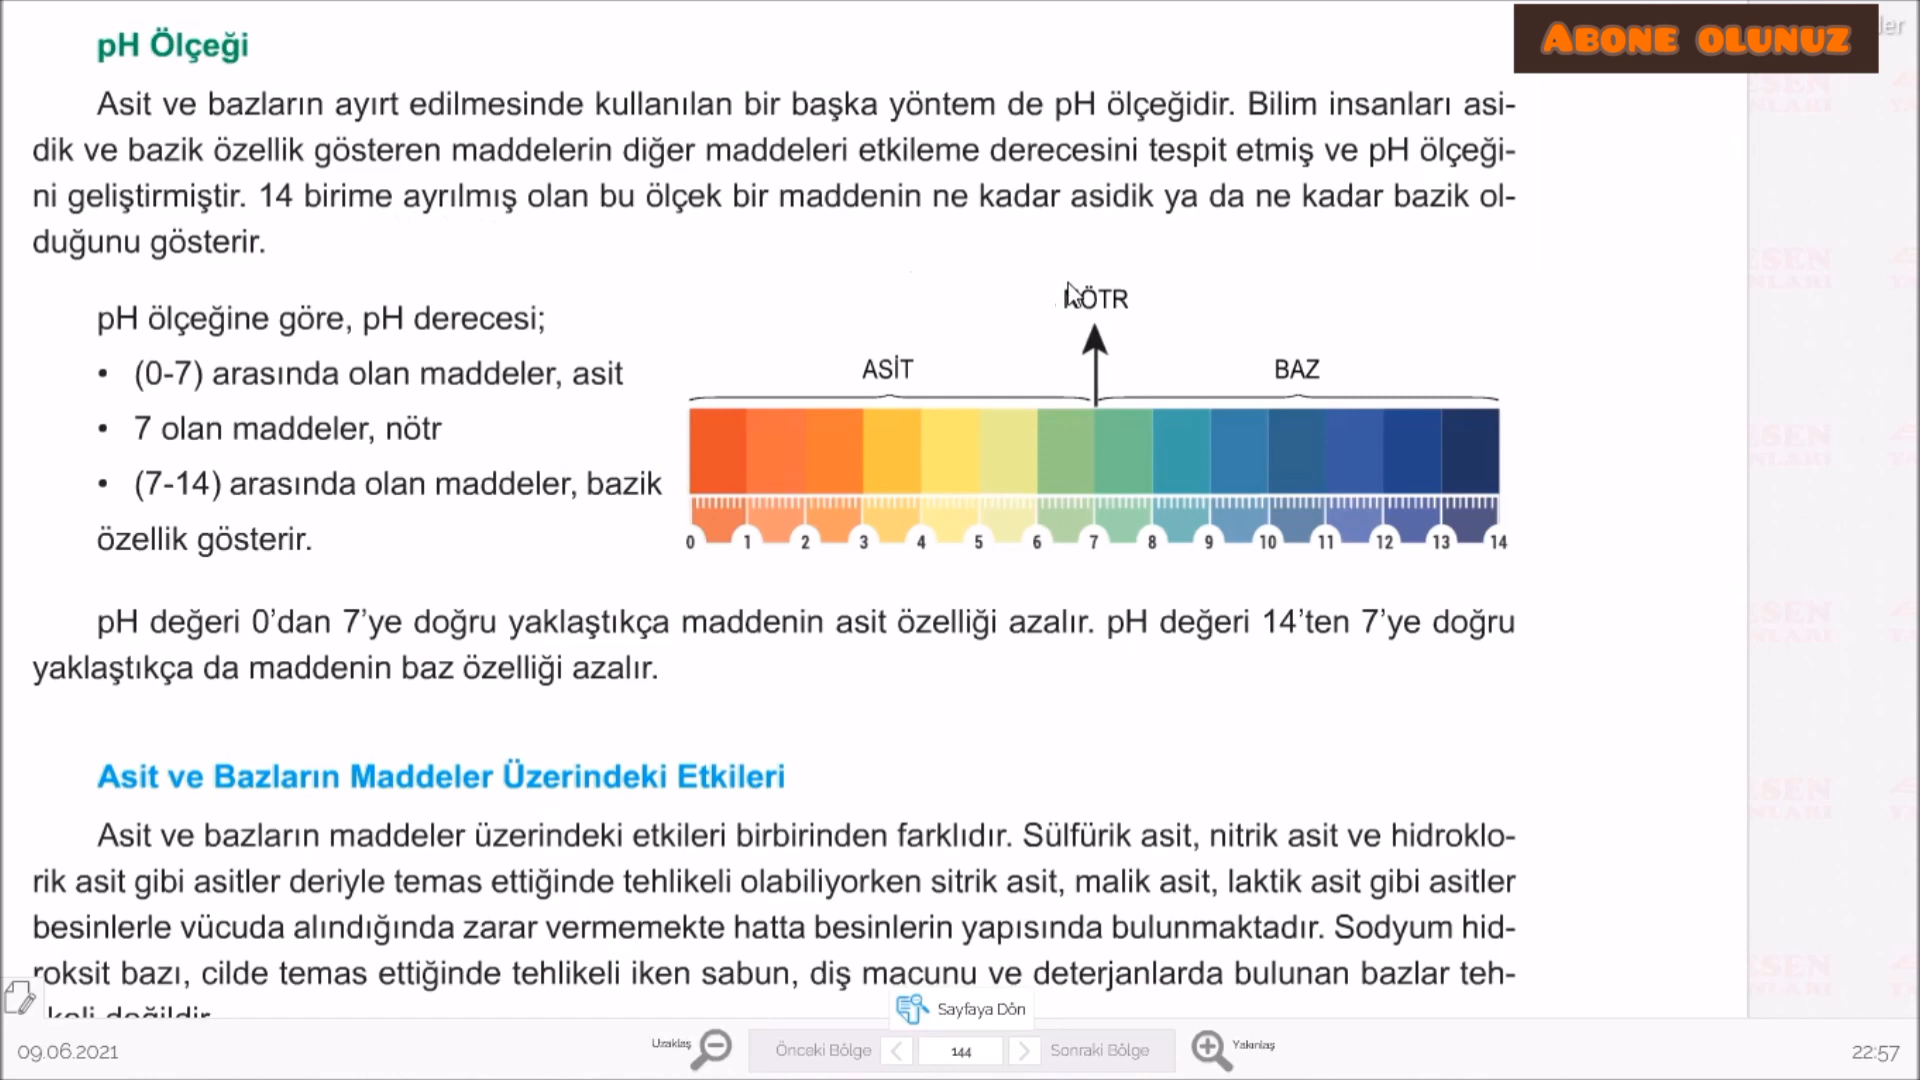 pH Ölçeği
ABONE OLUNUZ
Asit ve bazların ayırt edilmesinde kullanılan bir başka yöntem de pH ölçeğidir. Bilim insanları asi-
dik ve bazik özellik gösteren maddelerin diğer maddeleri etkileme derecesini tespit etmiş ve pH ölçeği-
ni geliştirmiştir. 14 birime ayrılmış olan bu ölçek bir maddenin ne kadar asidik ya da ne kadar bazik ol-
duğunu gösterir.
pH ölçeğine göre, pH derecesi;
• (0-7) arasında olan maddeler, asit
• 7 olan maddeler, nötr
• (7-14) arasında olan maddeler, bazik
özellik gösterir.
NÖTR
ASİT BAZ
0 1 2 3 4 5 6 7 8 9 10 11 12 13 14
pH değeri 0’dan 7’ye doğru yaklaştıkça maddenin asit özelliği azalır. pH değeri 14’ten 7’ye doğru
yaklaştıkça da maddenin baz özelliği azalır.
Asit ve Bazların Maddeler Üzerindeki Etkileri
Asit ve bazların maddeler üzerindeki etkileri birbirinden farklıdır. Sülfürik asit, nitrik asit ve hidroklo-
rik asit gibi asitler deriyle temas ettiğinde tehlikeli olabiliyorken sitrik asit, malik asit, laktik asit gibi asitler
besinlerle vücuda alındığında zarar vermemekte hatta besinlerin yapısında bulunmaktadır. Sodyum hid-
roksit bazı, cilde temas ettiğinde tehlikeli iken sabun, diş macunu ve deterjanlarda bulunan bazlar teh-
Sayfaya Dön
09.06.2021
Uzaklaş
Önceki Bölge
144
Sonraki Bölge
Yakınlaş
22:57